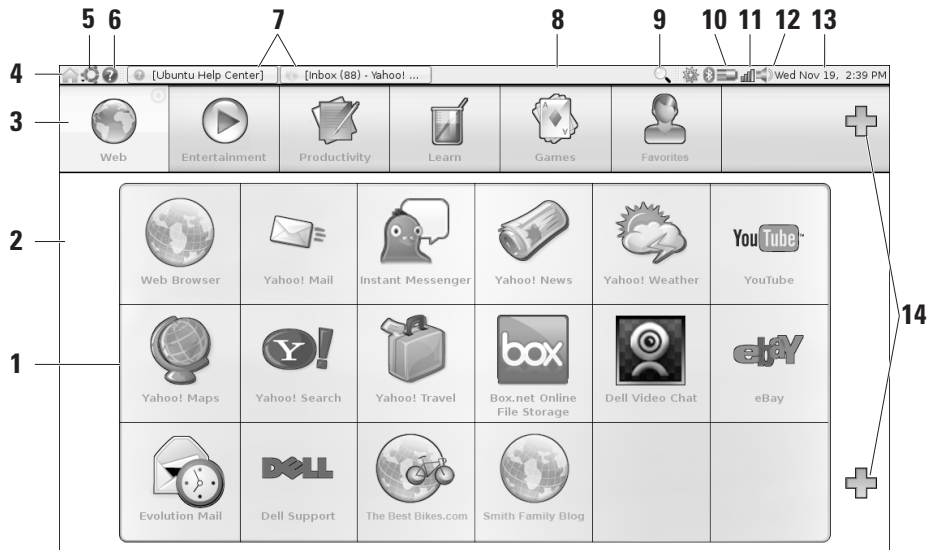 5 6 7 8 9 10 11 12 13
4 ? ? [Ubuntu Help Center] [Inbox (88) - Yahoo! ... Wed Nov 19, 2:39 PM
3
A
A
Web Entertainment Productivity Learn Games Favorites
2
You Tube ™
Web Browser Yahoo! Mail Instant Messenger Yahoo! News Yahoo! Weather YouTube
14
1
Y! box ebaY
Yahoo! Maps Yahoo! Search Yahoo! Travel Box.net Online File Storage Dell Video Chat eBay
DELL
Evolution Mail Dell Support The Best Bikes.com Smith Family Blog